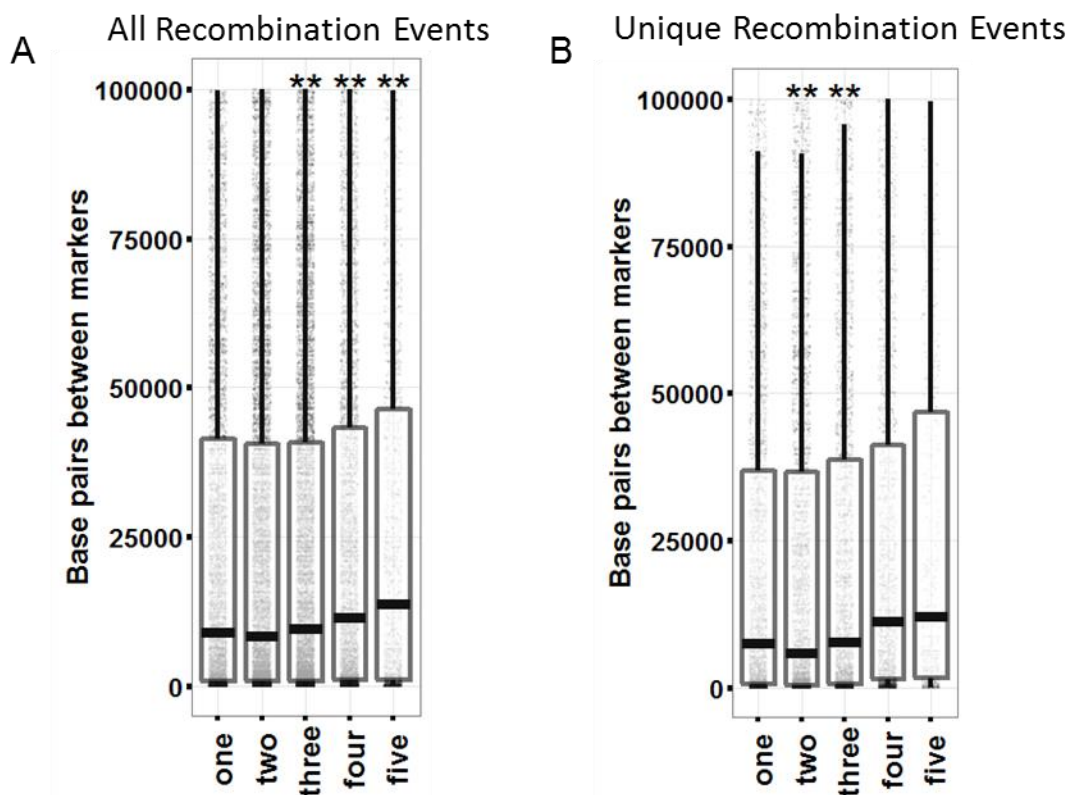 A
All Recombination Events
** ** **
100000
75000
50000
25000
0
Base pairs between markers
one
two
three
four
five
B
Unique Recombination Events
** **
100000
75000
50000
25000
0
Base pairs between markers
one
two
three
four
five